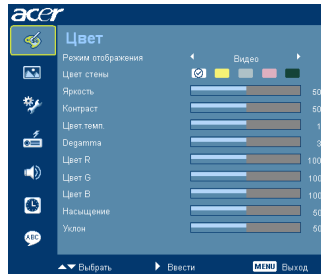 acer
Цвет
Режим отображения Видео
Цвет стены
Яркость 50
Контраст 50
Цвет.темп. 1
Degamma 3
Цвет R 100
Цвет G 100
Цвет B 100
Насыщение 50
Уклон 50
ABC
Выбрать Ввести MENU Выход